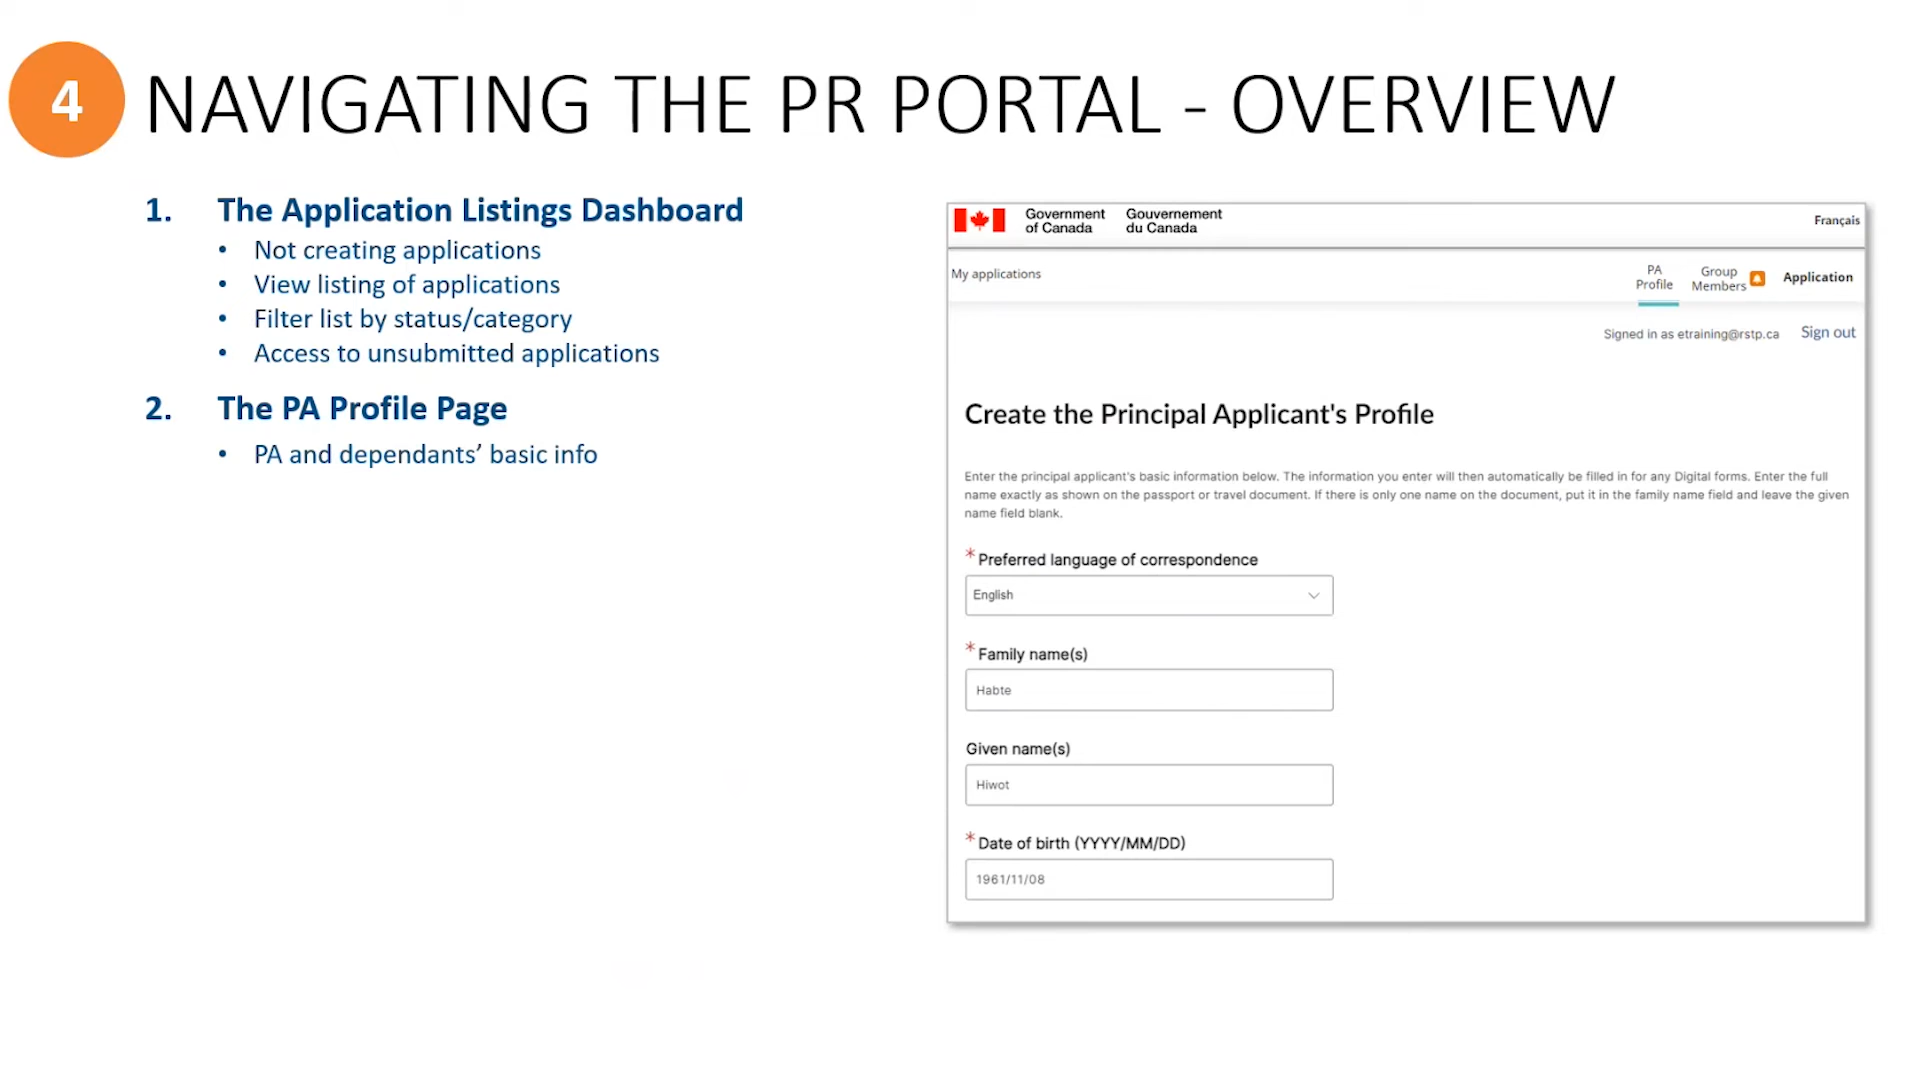 4
NAVIGATING THE PR PORTAL - OVERVIEW
1. The Application Listings Dashboard
• Not creating applications
• View listing of applications
• Filter list by status/category
• Access to unsubmitted applications
2. The PA Profile Page
• PA and dependants’ basic info
Government of Canada
Gouvernement du Canada
Français
My applications
PA Profile
Group Members
Application
Signed in as etraining@rstp.ca
Sign out
Create the Principal Applicant's Profile
Enter the principal applicant's basic information below. The information you enter will then automatically be filled in for any Digital forms. Enter the full
name exactly as shown on the passport or travel document. If there is only one name on the document, put it in the family name field and leave the given
name field blank.
* Preferred language of correspondence
English
* Family name(s)
Habte
Given name(s)
Hiwot
* Date of birth (YYYY/MM/DD)
1961/11/08